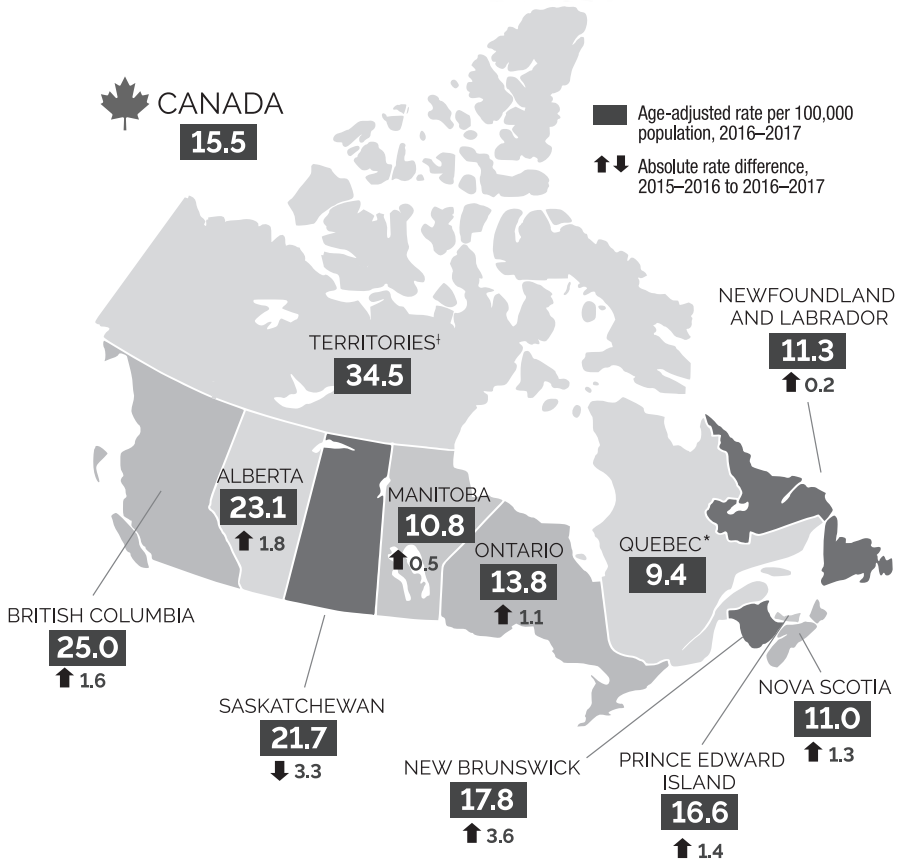 CANADA
15.5
Age-adjusted rate per 100,000
population, 2016–2017
Absolute rate difference,
2015–2016 to 2016–2017
NEWFOUNDLAND
AND LABRADOR
11.3
0.2
TERRITORIES†
34.5
ALBERTA
23.1
1.8
MANITOBA
10.8
0.5
ONTARIO
13.8
1.1
QUEBEC*
9.4
BRITISH COLUMBIA
25.0
1.6
SASKATCHEWAN
21.7
3.3
NEW BRUNSWICK
17.8
3.6
PRINCE EDWARD
ISLAND
16.6
1.4
NOVA SCOTIA
11.0
1.3